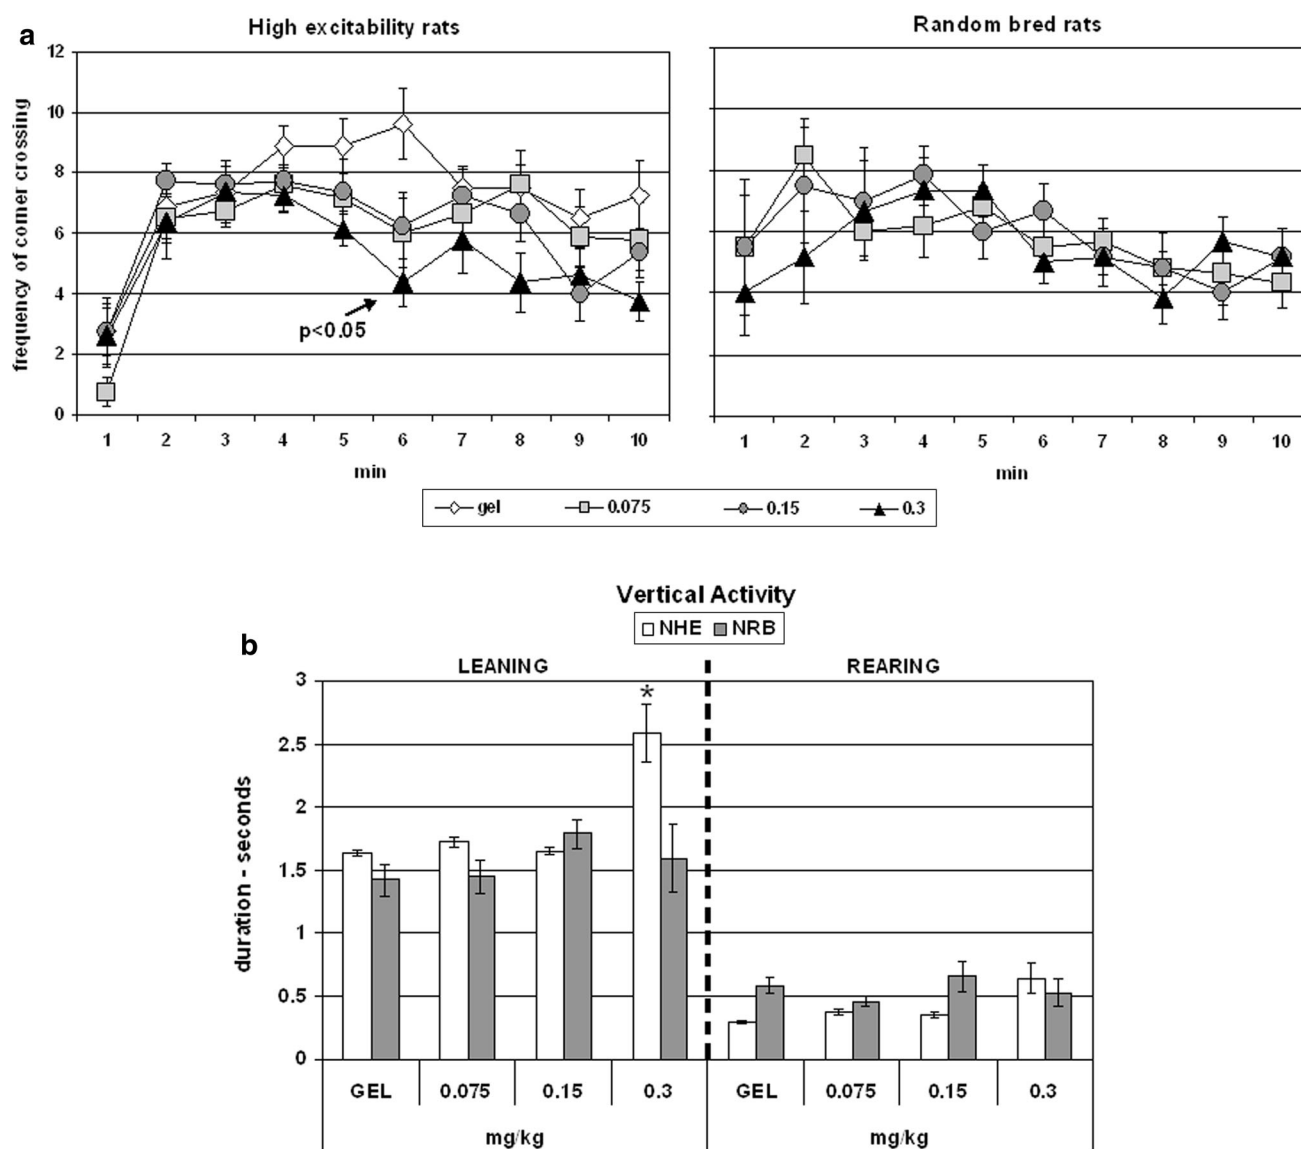 a
High excitability rats
Random bred rats
frequency of corner crossing
12
10
8
6
4
2
0
p<0.05
1 2 3 4 5 6 7 8 9 10
1 2 3 4 5 6 7 8 9 10
min
min
gel 0.075 0.15 0.3
Vertical Activity
NHE NRB
b
LEANING REARING
duration - seconds
3
2.5
2
1.5
1
0.5
0
*
GEL 0.075 0.15 0.3 GEL 0.075 0.15 0.3
mg/kg mg/kg